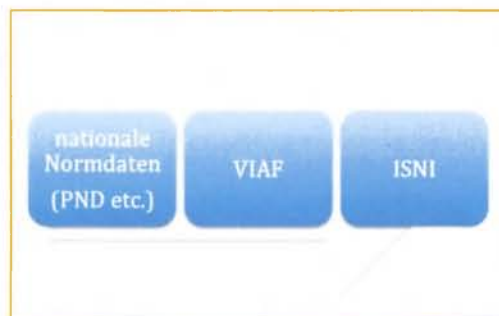 nationale
Normdaten
(PND etc.)
VIAF
ISNI